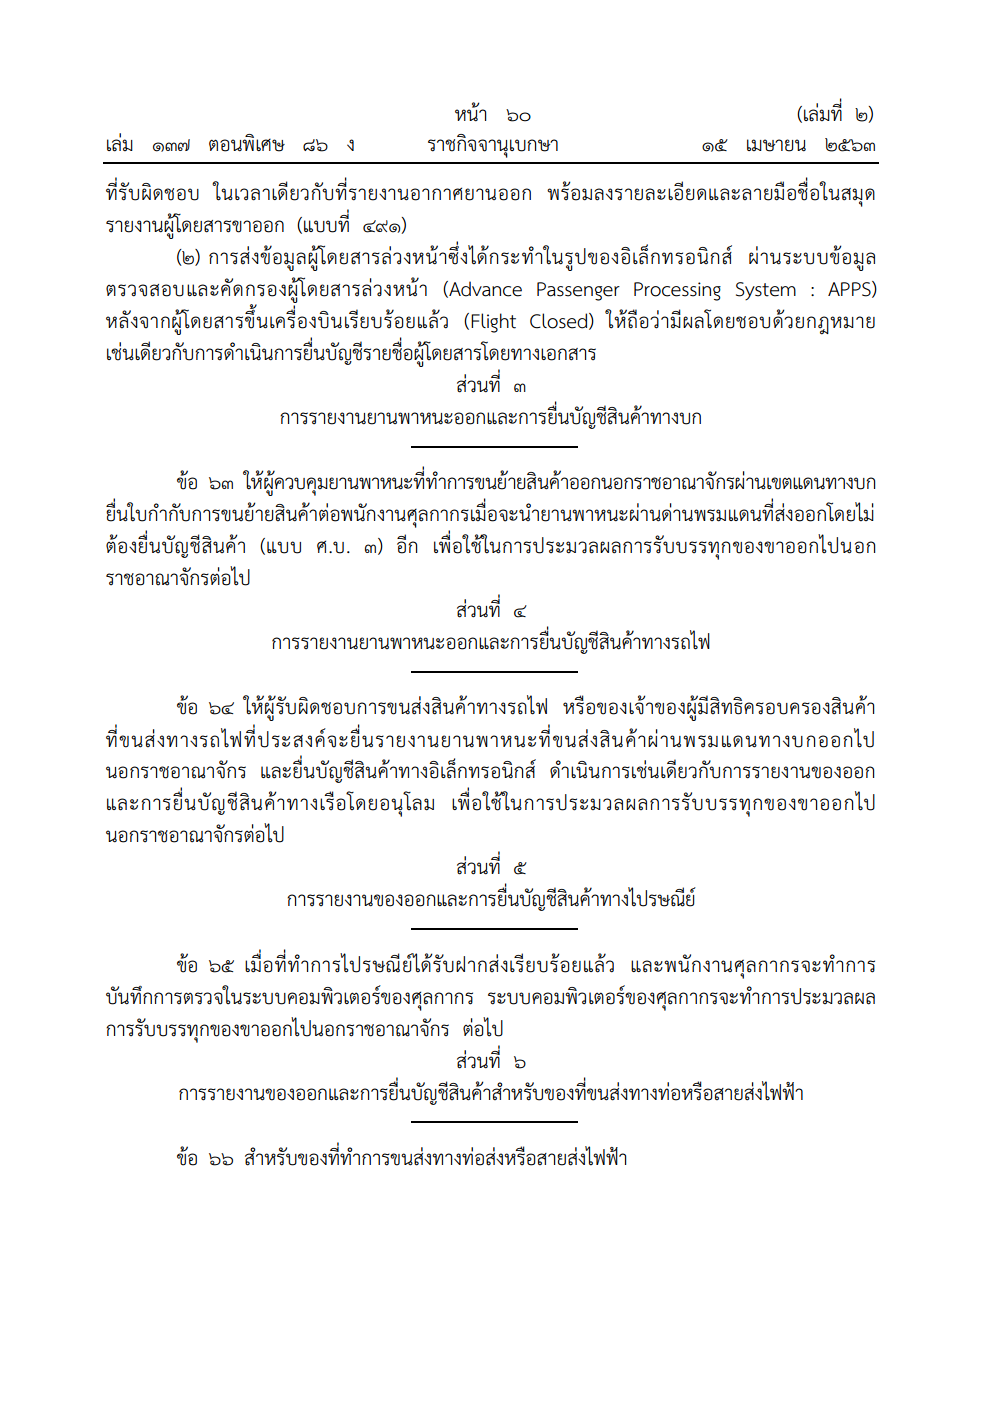 หน้า ๖๐ (เล่มที่ ๒)
เล่ม ๑๓๗ ตอนพิเศษ ๘๖ ง ราชกิจจานุเบกษา ๑๕ เมษายน ๒๕๖๓
ที่รับผิดชอบ ในเวลาเดียวกับที่รายงานอากาศยานออก พร้อมลงรายละเอียดและลายมือชื่อในสมุด
รายงานผู้โดยสารขาออก (แบบที่ ๔๙๑)
(๒) การส่งข้อมูลผู้โดยสารล่วงหน้าซึ่งได้กระทำในรูปของอิเล็กทรอนิกส์ ผ่านระบบข้อมูล
ตรวจสอบและคัดกรองผู้โดยสารล่วงหน้า (Advance Passenger Processing System : APPS)
หลังจากผู้โดยสารขึ้นเครื่องบินเรียบร้อยแล้ว (Flight Closed) ให้ถือว่ามีผลโดยชอบด้วยกฎหมาย
เช่นเดียวกับการดำเนินการยื่นบัญชีรายชื่อผู้โดยสารโดยทางเอกสาร
ส่วนที่ ๓
การรายงานยานพาหนะออกและการยื่นบัญชีสินค้าทางบก
ข้อ ๖๓ ให้ผู้ควบคุมยานพาหนะที่ทำการขนย้ายสินค้าออกนอกราชอาณาจักรผ่านเขตแดนทางบก
ยื่นใบกำกับการขนย้ายสินค้าต่อพนักงานศุลกากรเมื่อจะนำยานพาหนะผ่านด่านพรมแดนที่ส่งออกโดยไม่
ต้องยื่นบัญชีสินค้า (แบบ ศ.บ. ๓) อีก เพื่อใช้ในการประมวลผลการรับบรรทุกของขาออกไปนอก
ราชอาณาจักรต่อไป
ส่วนที่ ๔
การรายงานยานพาหนะออกและการยื่นบัญชีสินค้าทางรถไฟ
ข้อ ๖๔ ให้ผู้รับผิดชอบการขนส่งสินค้าทางรถไฟ หรือของเจ้าของผู้มีสิทธิครอบครองสินค้า
ที่ขนส่งทางรถไฟที่ประสงค์จะยื่นรายงานยานพาหนะที่ขนส่งสินค้าผ่านพรมแดนทางบกออกไป
นอกราชอาณาจักร และยื่นบัญชีสินค้าทางอิเล็กทรอนิกส์ ดำเนินการเช่นเดียวกับการรายงานของออก
และการยื่นบัญชีสินค้าทางเรือโดยอนุโลม เพื่อใช้ในการประมวลผลการรับบรรทุกของขาออกไป
นอกราชอาณาจักรต่อไป
ส่วนที่ ๕
การรายงานของออกและการยื่นบัญชีสินค้าทางไปรษณีย์
ข้อ ๖๕ เมื่อที่ทำการไปรษณีย์ได้รับฝากส่งเรียบร้อยแล้ว และพนักงานศุลกากรจะทำการ
บันทึกการตรวจในระบบคอมพิวเตอร์ของศุลกากร ระบบคอมพิวเตอร์ของศุลกากรจะทำการประมวลผล
การรับบรรทุกของขาออกไปนอกราชอาณาจักร ต่อไป
ส่วนที่ ๖
การรายงานของออกและการยื่นบัญชีสินค้าสำหรับของที่ขนส่งทางท่อหรือสายส่งไฟฟ้า
ข้อ ๖๖ สำหรับของที่ทำการขนส่งทางท่อส่งหรือสายส่งไฟฟ้า